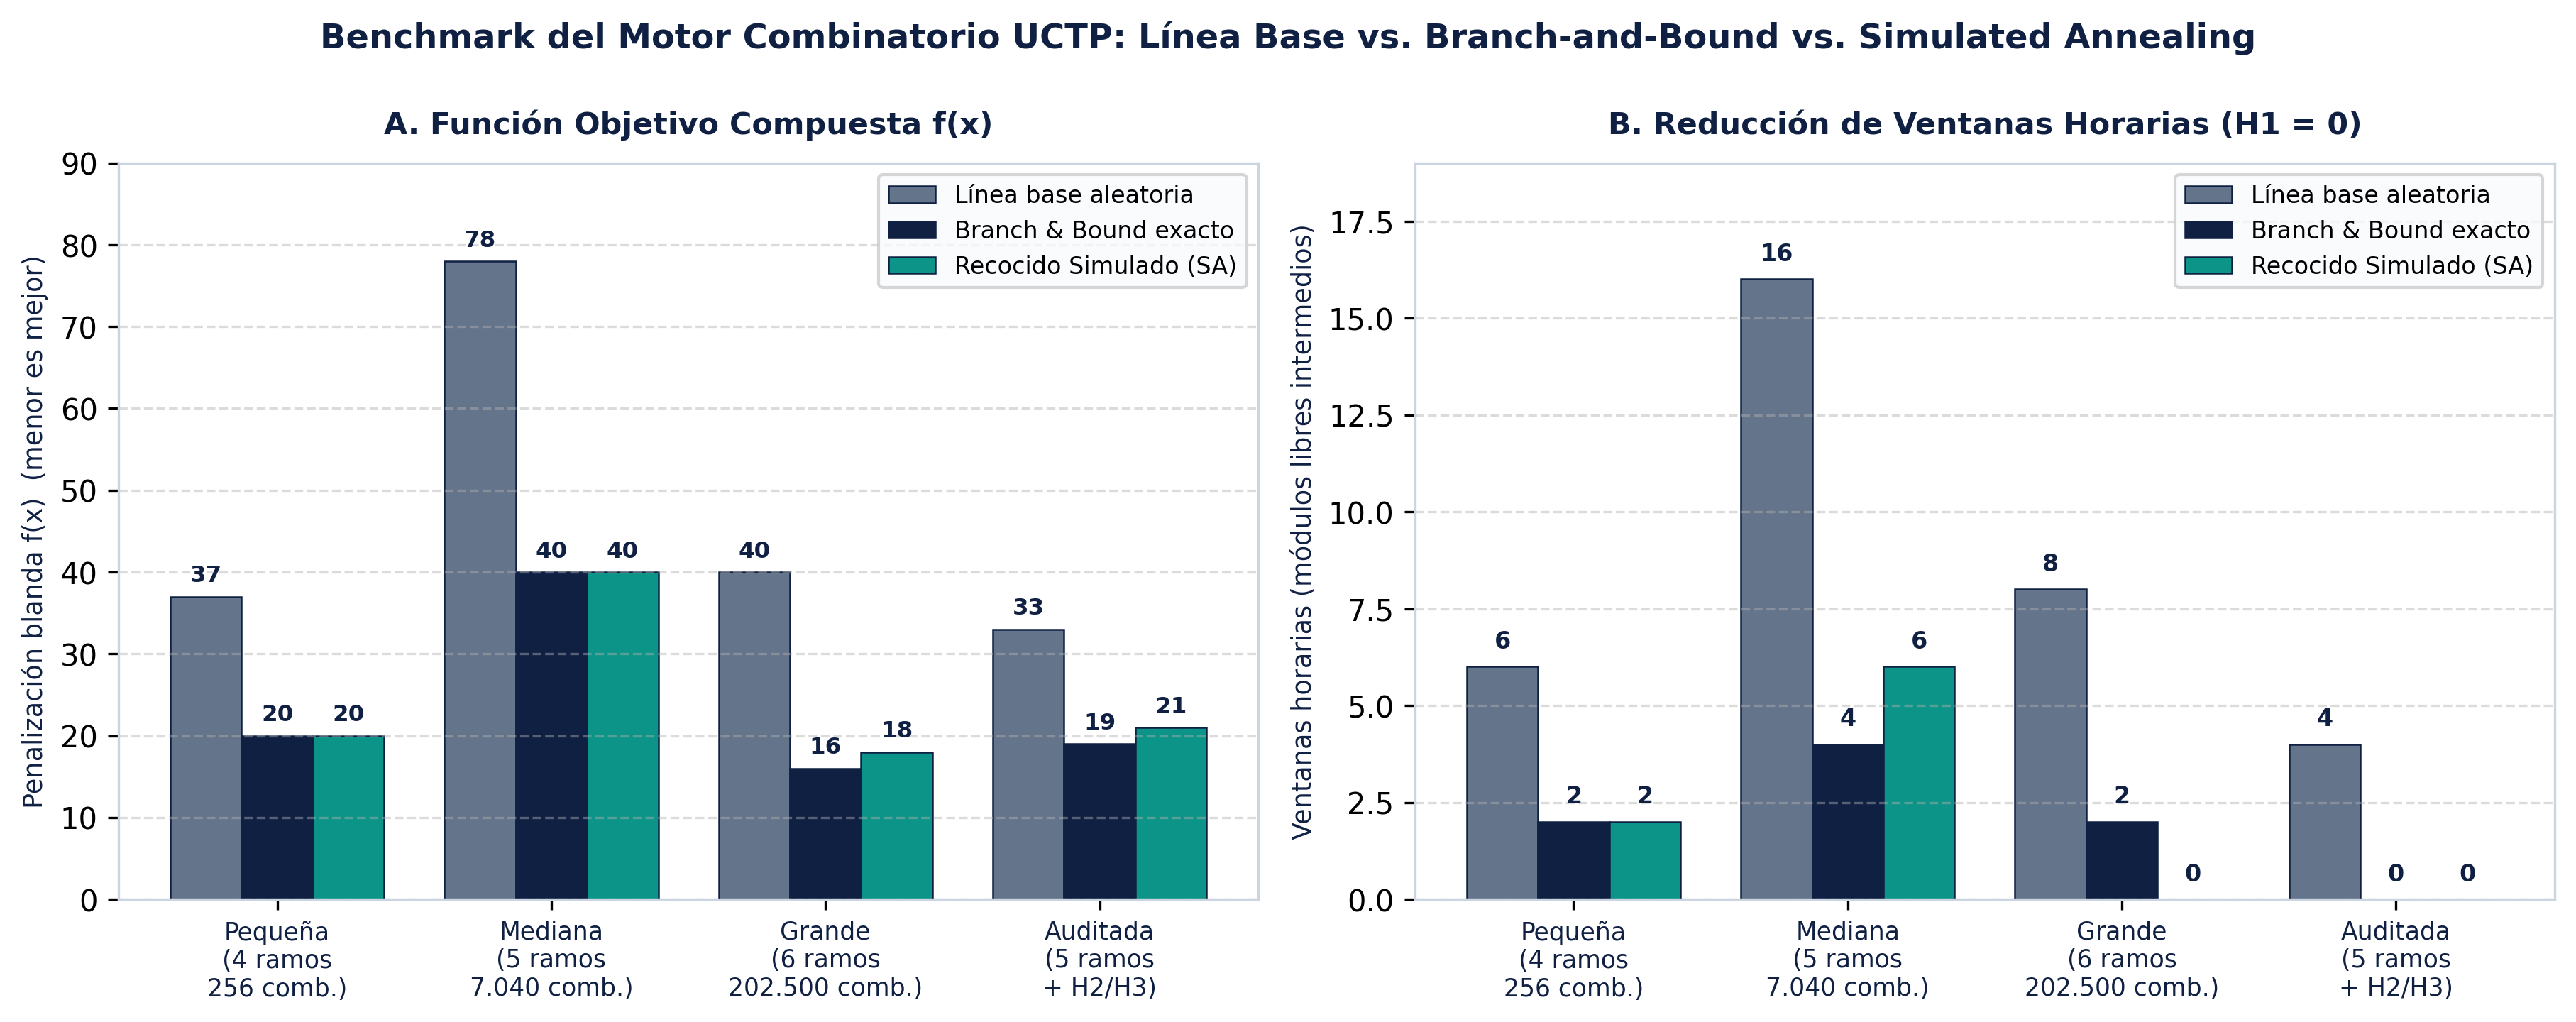 Benchmark del Motor Combinatorio UCTP: Línea Base vs. Branch-and-Bound vs. Simulated Annealing
A. Función Objetivo Compuesta f(x)
Penalización blanda f(x)  (menor es mejor)
90
80
70
60
50
40
30
20
10
0
Línea base aleatoria
Branch & Bound exacto
Recocido Simulado (SA)
37
20
20
78
40
40
40
16
18
33
19
21
Pequeña
(4 ramos
256 comb.)
Mediana
(5 ramos
7.040 comb.)
Grande
(6 ramos
202.500 comb.)
Auditada
(5 ramos
+ H2/H3)
B. Reducción de Ventanas Horarias (H1 = 0)
Ventanas horarias (módulos libres intermedios)
17.5
15.0
12.5
10.0
7.5
5.0
2.5
0.0
Línea base aleatoria
Branch & Bound exacto
Recocido Simulado (SA)
6
2
2
16
4
6
8
2
0
4
0
0
Pequeña
(4 ramos
256 comb.)
Mediana
(5 ramos
7.040 comb.)
Grande
(6 ramos
202.500 comb.)
Auditada
(5 ramos
+ H2/H3)